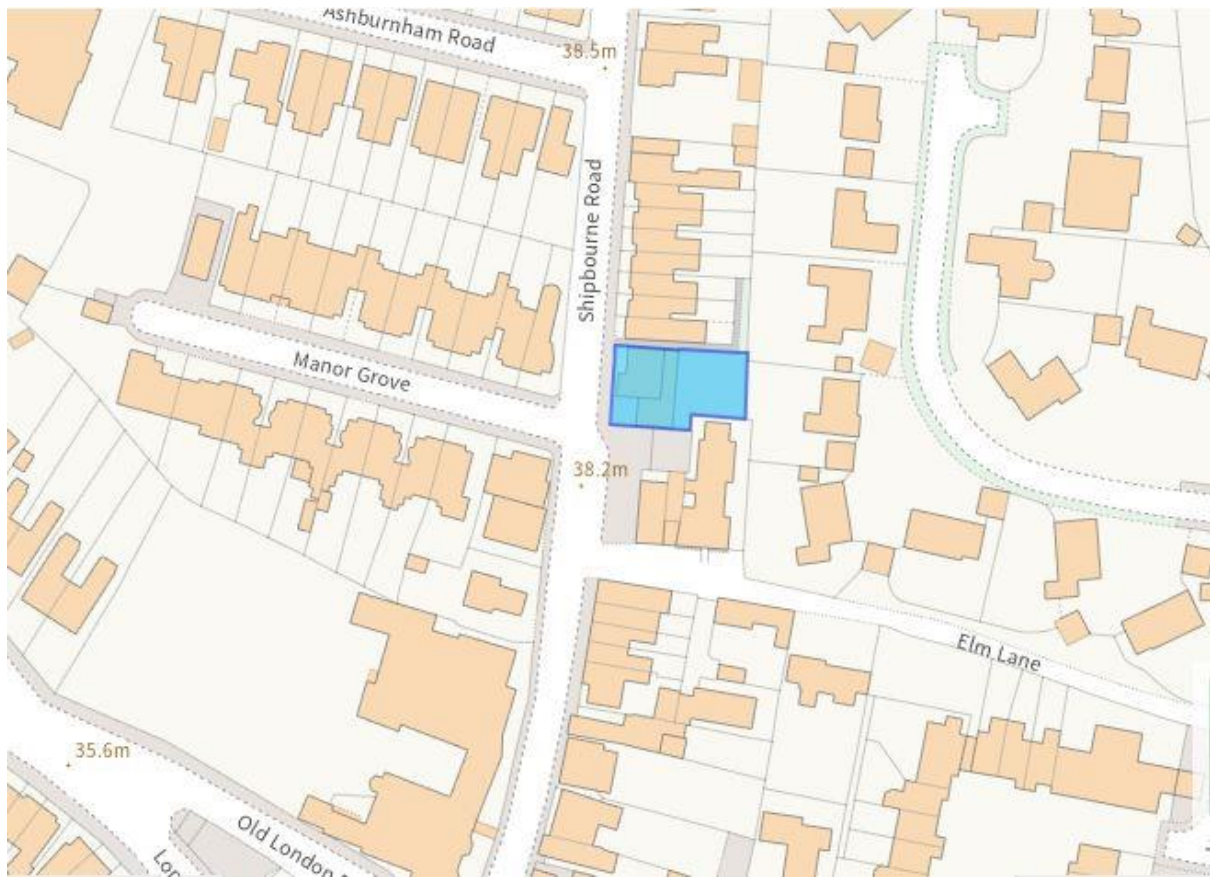 Ashburnham Road
38.5m
Shipbourne Road
Manor Grove
38.2m
Elm Lane
35.6m
Old London